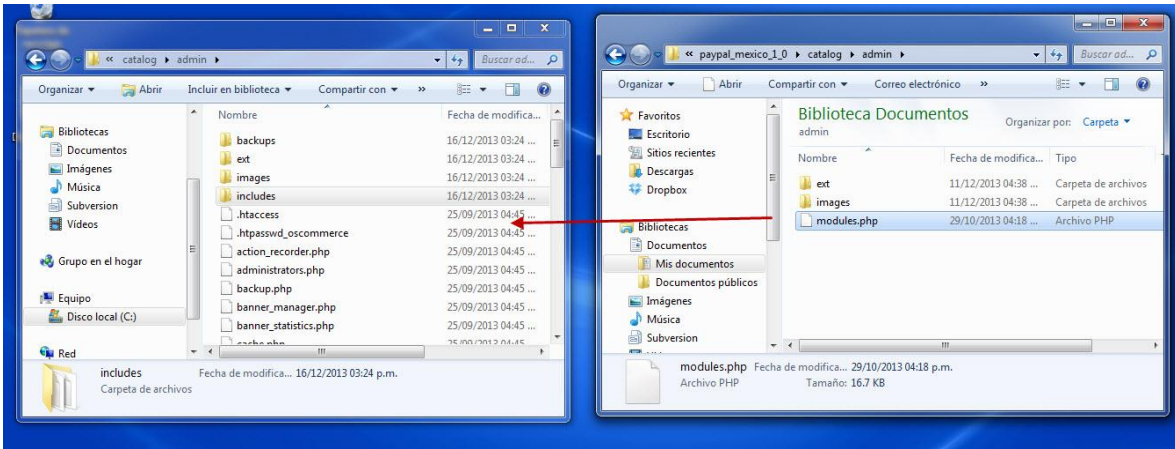 « catalog ▸ admin ▸
Buscar ad...
Organizar
Abrir
Incluir en biblioteca
Compartir con
»
Bibliotecas
Documentos
Imágenes
Música
Subversion
Vídeos
Grupo en el hogar
Equipo
Disco local (C:)
Red
Nombre Fecha de modifica...
backups 16/12/2013 03:24 ...
ext 16/12/2013 03:24 ...
images 16/12/2013 03:24 ...
includes 16/12/2013 03:24 ...
.htaccess 25/09/2013 04:45 ...
.htpasswd_oscommerce 25/09/2013 04:45 ...
action_recorder.php 25/09/2013 04:45 ...
administrators.php 25/09/2013 04:45 ...
backup.php 25/09/2013 04:45 ...
banner_manager.php 25/09/2013 04:45 ...
banner_statistics.php 25/09/2013 04:45 ...
cache.php 25/09/2013 04:45
includes Fecha de modifica... 16/12/2013 03:24 p.m.
Carpeta de archivos
« paypal_mexico_1_0 ▸ catalog ▸ admin ▸
Buscar ad...
Organizar
Abrir
Compartir con
Correo electrónico
»
Favoritos
Escritorio
Sitios recientes
Descargas
Dropbox
Bibliotecas
Documentos
Mis documentos
Documentos públicos
Imágenes
Música
Subversion
Biblioteca Documentos
admin
Organizar por: Carpeta
Nombre Fecha de modifica... Tipo
ext 11/12/2013 04:38 ... Carpeta de archivos
images 11/12/2013 04:38 ... Carpeta de archivos
modules.php 29/10/2013 04:18 ... Archivo PHP
modules.php Fecha de modifica... 29/10/2013 04:18 p.m.
Archivo PHP Tamaño: 16.7 KB